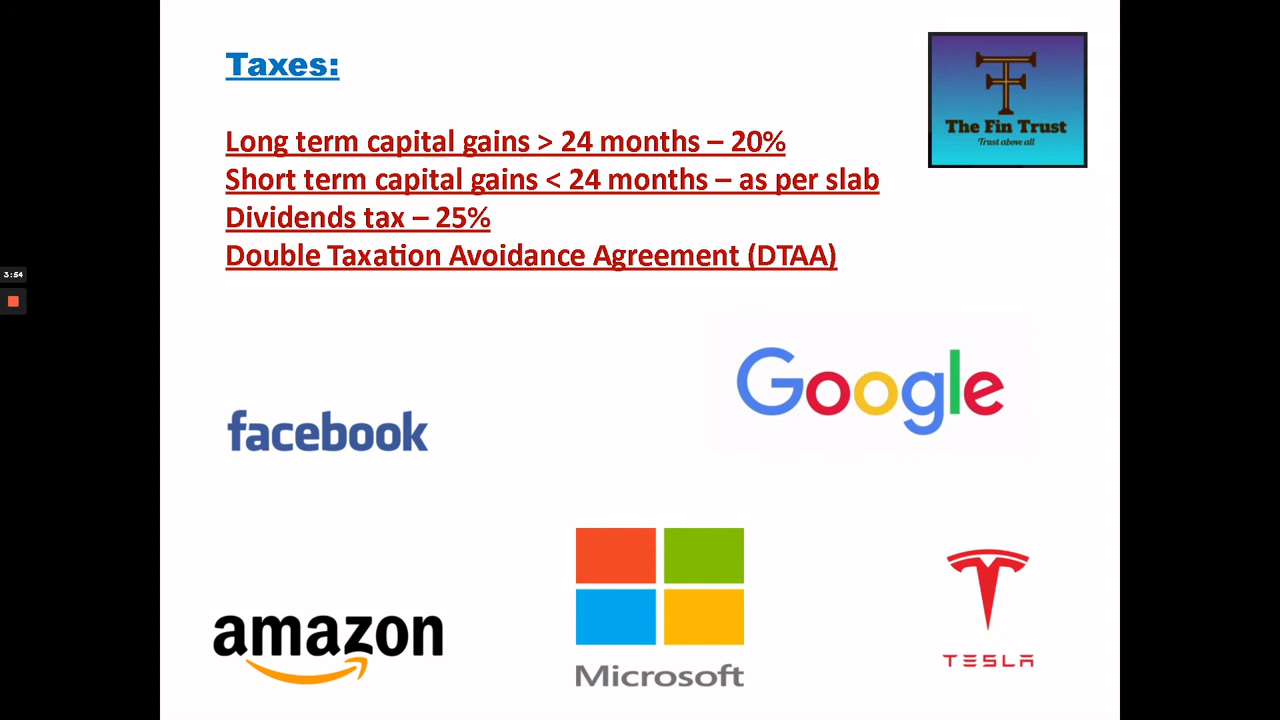 Taxes:
The Fin Trust
Trust above all
Long term capital gains > 24 months – 20%
Short term capital gains < 24 months – as per slab
Dividends tax – 25%
Double Taxation Avoidance Agreement (DTAA)
3:54
Google
facebook
amazon
Microsoft
TESLA